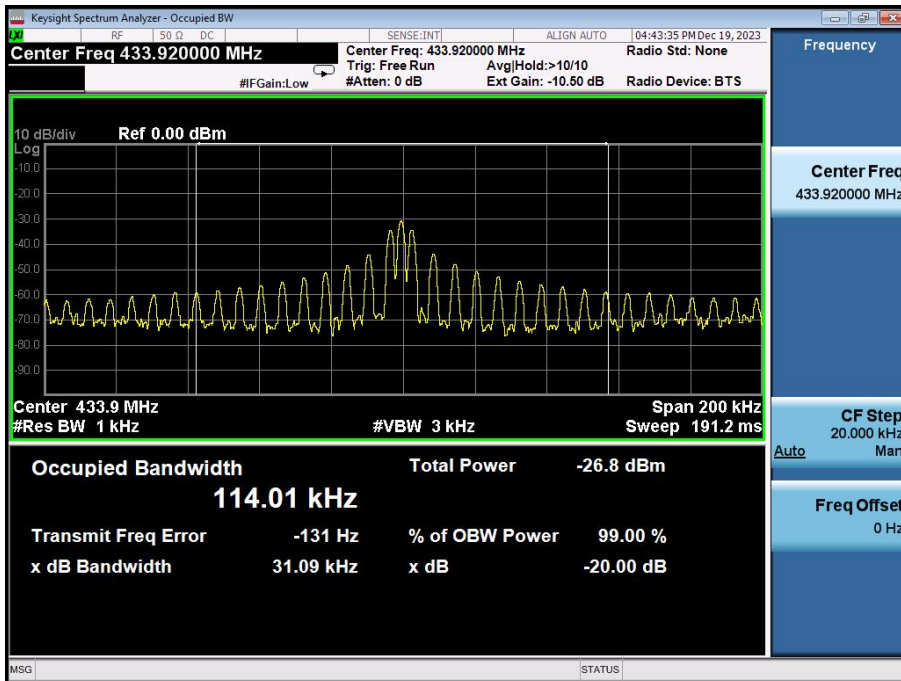 Keysight Spectrum Analyzer - Occupied BW
LXI RF 50 Ω DC SENSE:INT ALIGN AUTO 04:43:35 PM Dec 19, 2023
Center Freq 433.920000 MHz
Center Freq: 433.920000 MHz Radio Std: None
Trig: Free Run Avg|Hold:>10/10
#IFGain:Low #Atten: 0 dB Ext Gain: -10.50 dB Radio Device: BTS
10 dB/div Ref 0.00 dBm
Log
-10.0
-20.0
-30.0
-40.0
-50.0
-60.0
-70.0
-80.0
-90.0
Center 433.9 MHz Span 200 kHz
#Res BW 1 kHz #VBW 3 kHz Sweep 191.2 ms
Occupied Bandwidth Total Power -26.8 dBm
114.01 kHz
Transmit Freq Error -131 Hz % of OBW Power 99.00 %
x dB Bandwidth 31.09 kHz x dB -20.00 dB
MSG STATUS
Frequency
Center Freq
433.920000 MHz
CF Step
20.000 kHz
Auto Man
Freq Offset
0 Hz